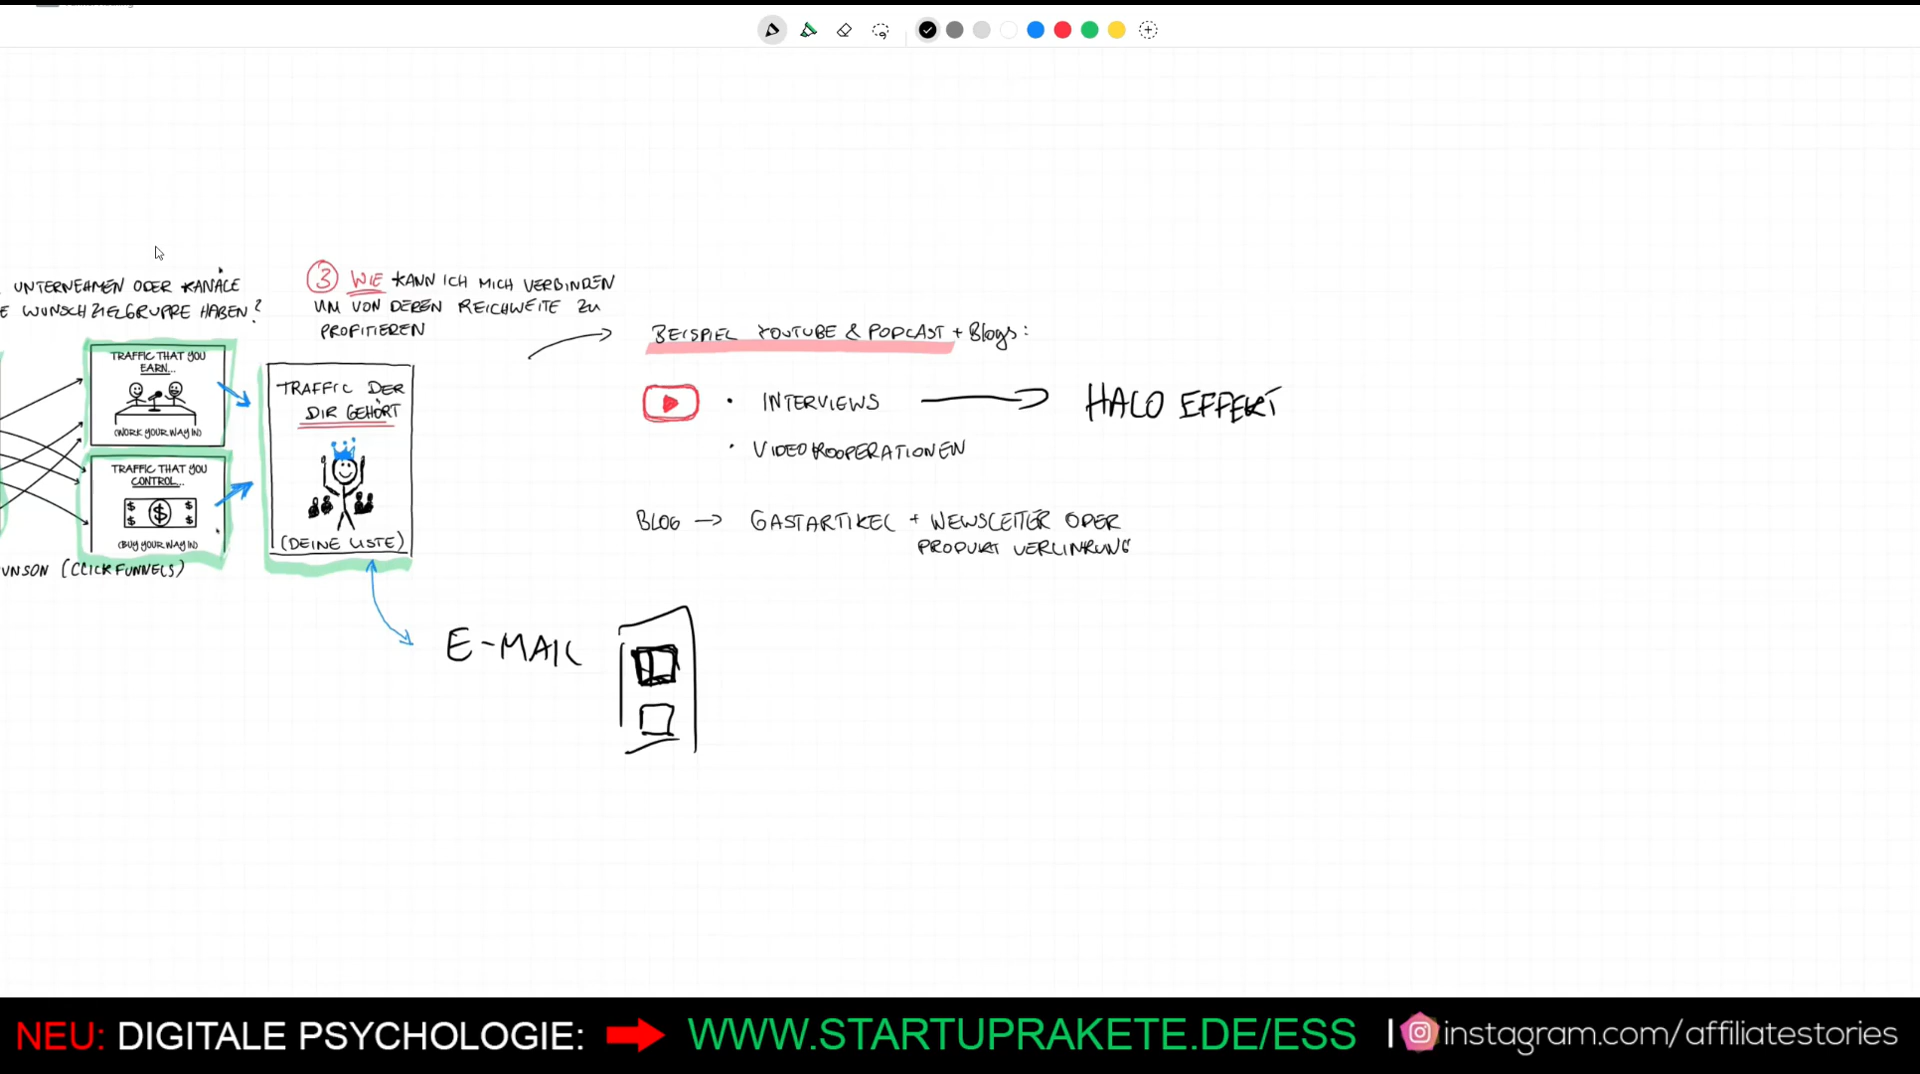 UNTERNEHMEN ODER KANÄLE
E WUNSCHZIELGRUPPE HABEN?
3 WIE KANN ICH MICH VERBINDEN
UM VON DEREN REICHWEITE ZU
PROFITIEREN
TRAFFIC THAT YOU
EARN...
(WORK YOUR WAY IN)
TRAFFIC THAT YOU
CONTROL...
$ $ $ $ $
(BUY YOUR WAY IN)
UNSON (CLICKFUNNELS)
TRAFFIC DER
DIR GEHÖRT
(DEINE LISTE)
BEISPIEL YOUTUBE & PODCAST + Blogs:
• INTERVIEWS
HALO EFFEKT
• VIDEOKOOPERATIONEN
BLOG → GASTARTIKEL + NEWSLETTER ODER
PRODUKT VERLINKUNG
E-MAIL
NEU: DIGITALE PSYCHOLOGIE: WWW.STARTUPRAKETE.DE/ESS | instagram.com/affiliatestories